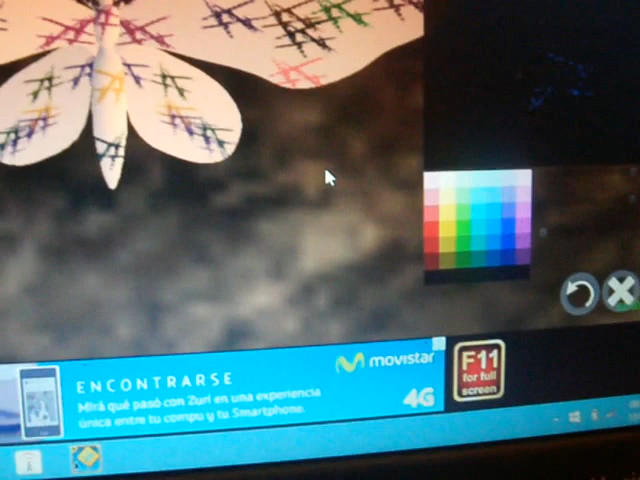 ENCONTRARSE
Mirá qué pasó con Zuri en una experiencia
única entre tu compu y tu Smartphone.
movistar
4G
F11
for full
screen